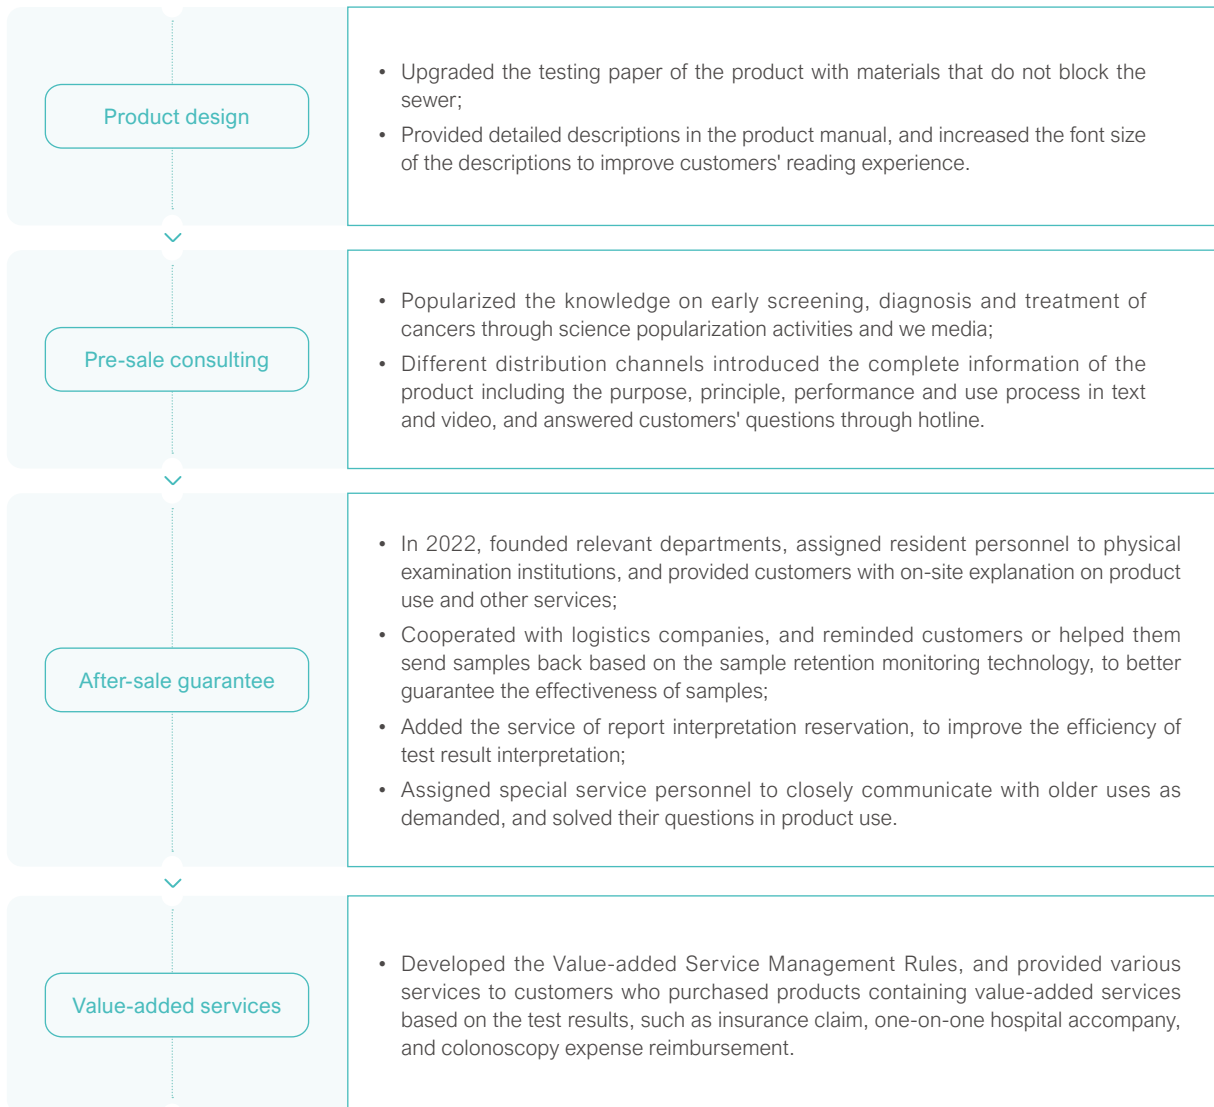 Product design
• Upgraded the testing paper of the product with materials that do not block the
sewer;
• Provided detailed descriptions in the product manual, and increased the font size
of the descriptions to improve customers' reading experience.
Pre-sale consulting
• Popularized the knowledge on early screening, diagnosis and treatment of
cancers through science popularization activities and we media;
• Different distribution channels introduced the complete information of the
product including the purpose, principle, performance and use process in text
and video, and answered customers' questions through hotline.
After-sale guarantee
• In 2022, founded relevant departments, assigned resident personnel to physical
examination institutions, and provided customers with on-site explanation on product
use and other services;
• Cooperated with logistics companies, and reminded customers or helped them
send samples back based on the sample retention monitoring technology, to better
guarantee the effectiveness of samples;
• Added the service of report interpretation reservation, to improve the efficiency of
test result interpretation;
• Assigned special service personnel to closely communicate with older uses as
demanded, and solved their questions in product use.
Value-added services
• Developed the Value-added Service Management Rules, and provided various
services to customers who purchased products containing value-added services
based on the test results, such as insurance claim, one-on-one hospital accompany,
and colonoscopy expense reimbursement.